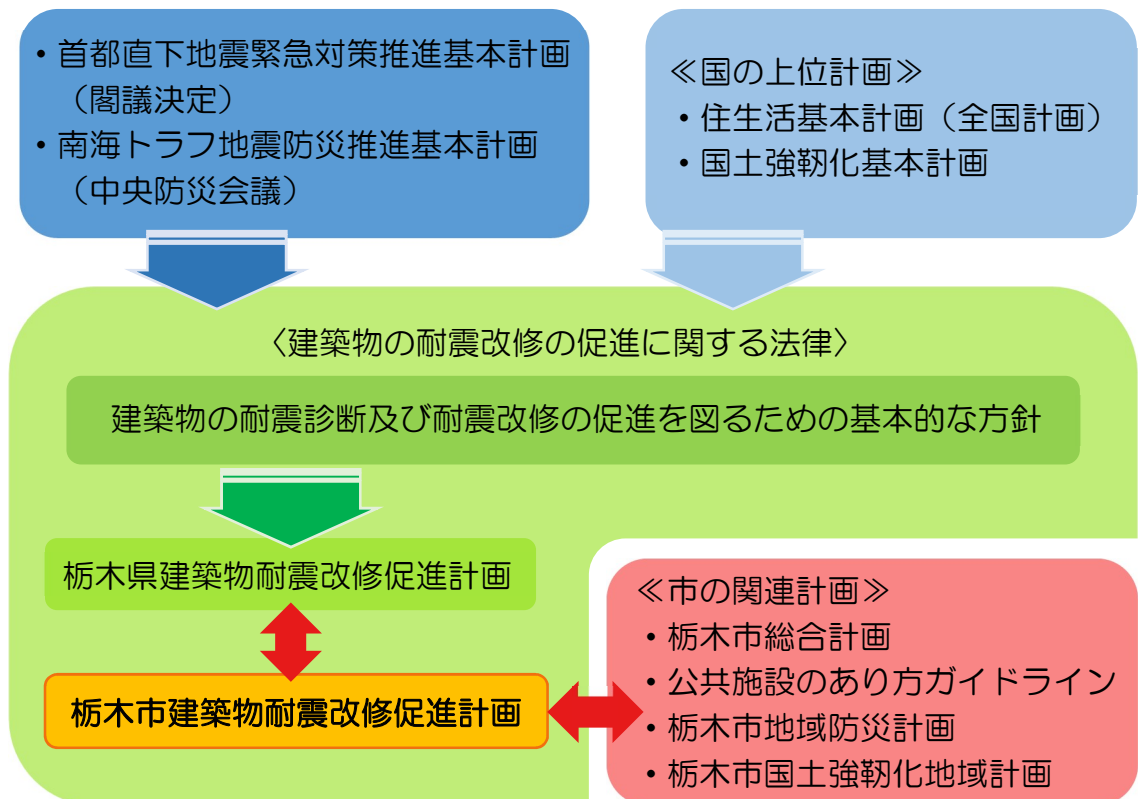 ・首都直下地震緊急対策推進基本計画
（閣議決定）
・南海トラフ地震防災推進基本計画
（中央防災会議）
≪国の上位計画≫
・住生活基本計画（全国計画）
・国土強靱化基本計画
〈建築物の耐震改修の促進に関する法律〉
建築物の耐震診断及び耐震改修の促進を図るための基本的な方針
栃木県建築物耐震改修促進計画
栃木市建築物耐震改修促進計画
≪市の関連計画≫
・栃木市総合計画
・公共施設のあり方ガイドライン
・栃木市地域防災計画
・栃木市国土強靱化地域計画